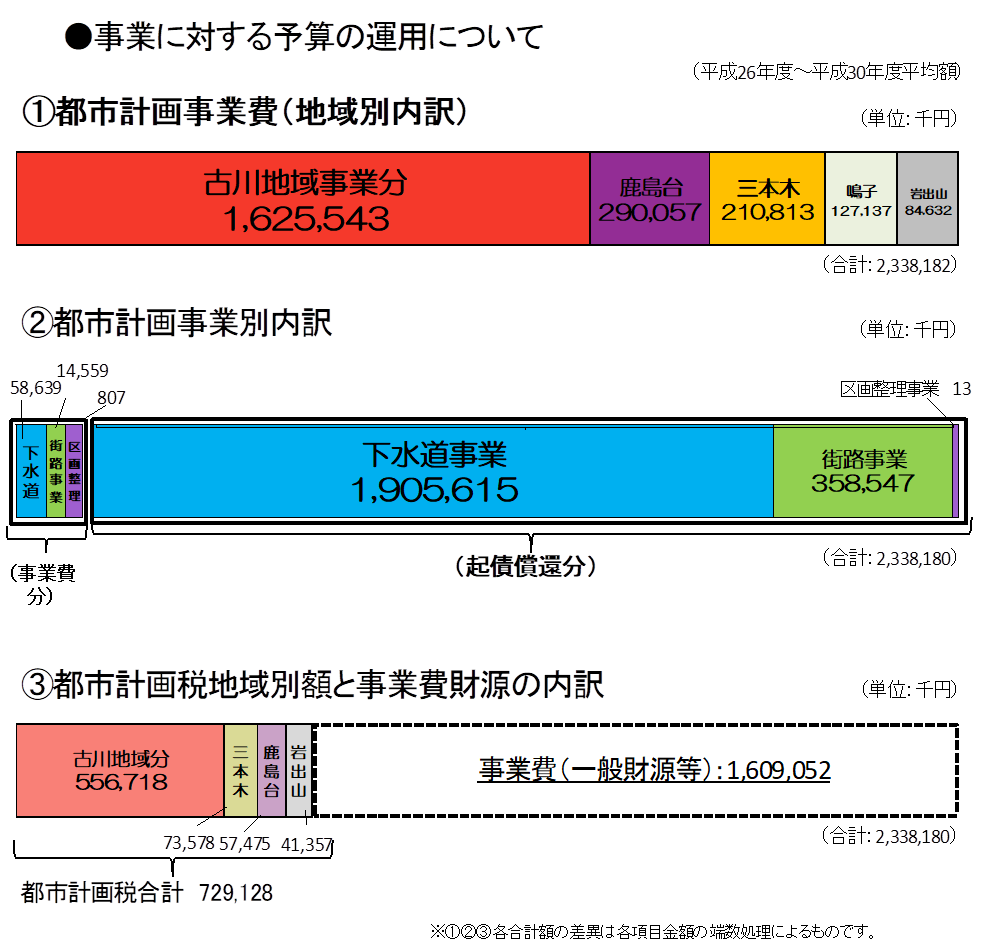 ●事業に対する予算の運用について
(平成26年度～平成30年度平均額)
①都市計画事業費(地域別内訳)
(単位:千円)
古川地域事業分
1,625,543
鹿島台
290,057
三本木
210,813
鳴子
127,137
岩出山
84,632
(合計:2,338,182)
②都市計画事業別内訳
(単位:千円)
58,639
14,559
807
区画整理事業 13
下水道
街路事業
区画整理
下水道事業
1,905,615
街路事業
358,547
(事業費
分)
(起債償還分)
(合計:2,338,180)
③都市計画税地域別額と事業費財源の内訳
(単位:千円)
古川地域分
556,718
三本木
鹿島台
岩出山
事業費(一般財源等):1,609,052
73,578
57,475
41,357
(合計:2,338,180)
都市計画税合計 729,128
※①②③各合計額の差異は各項目金額の端数処理によるものです。